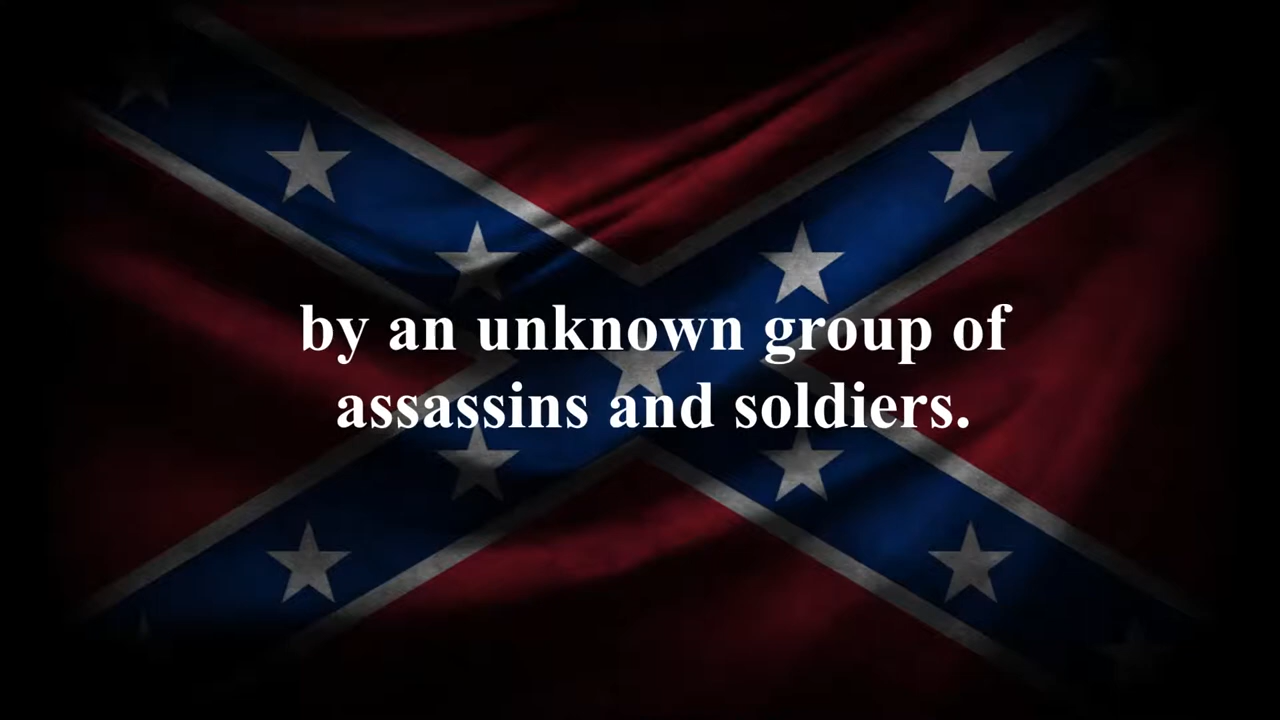 by an unknown group of
assassins and soldiers.